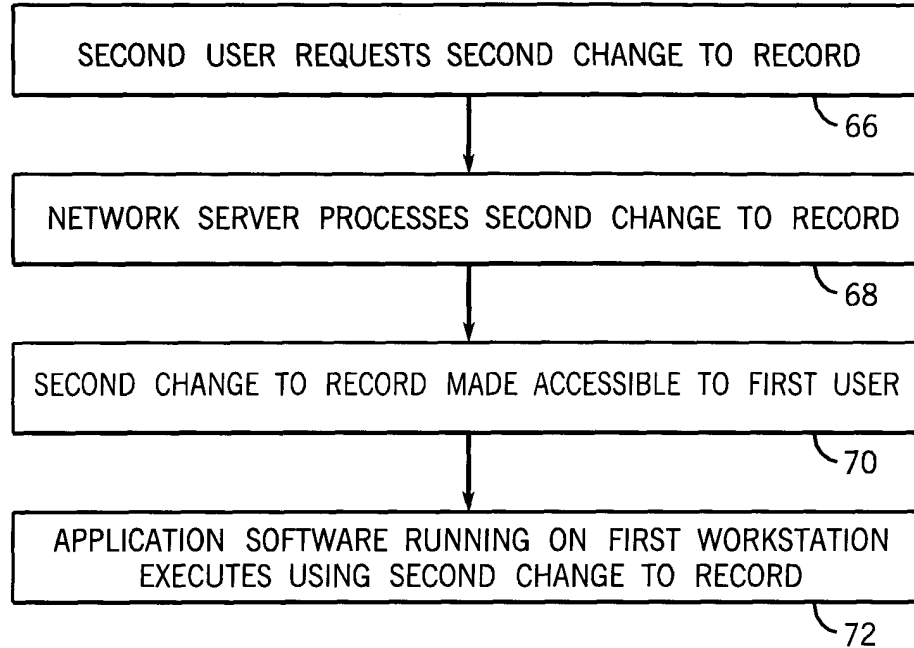 SECOND USER REQUESTS SECOND CHANGE TO RECORD
66
NETWORK SERVER PROCESSES SECOND CHANGE TO RECORD
68
SECOND CHANGE TO RECORD MADE ACCESSIBLE TO FIRST USER
70
APPLICATION SOFTWARE RUNNING ON FIRST WORKSTATION
EXECUTES USING SECOND CHANGE TO RECORD
72